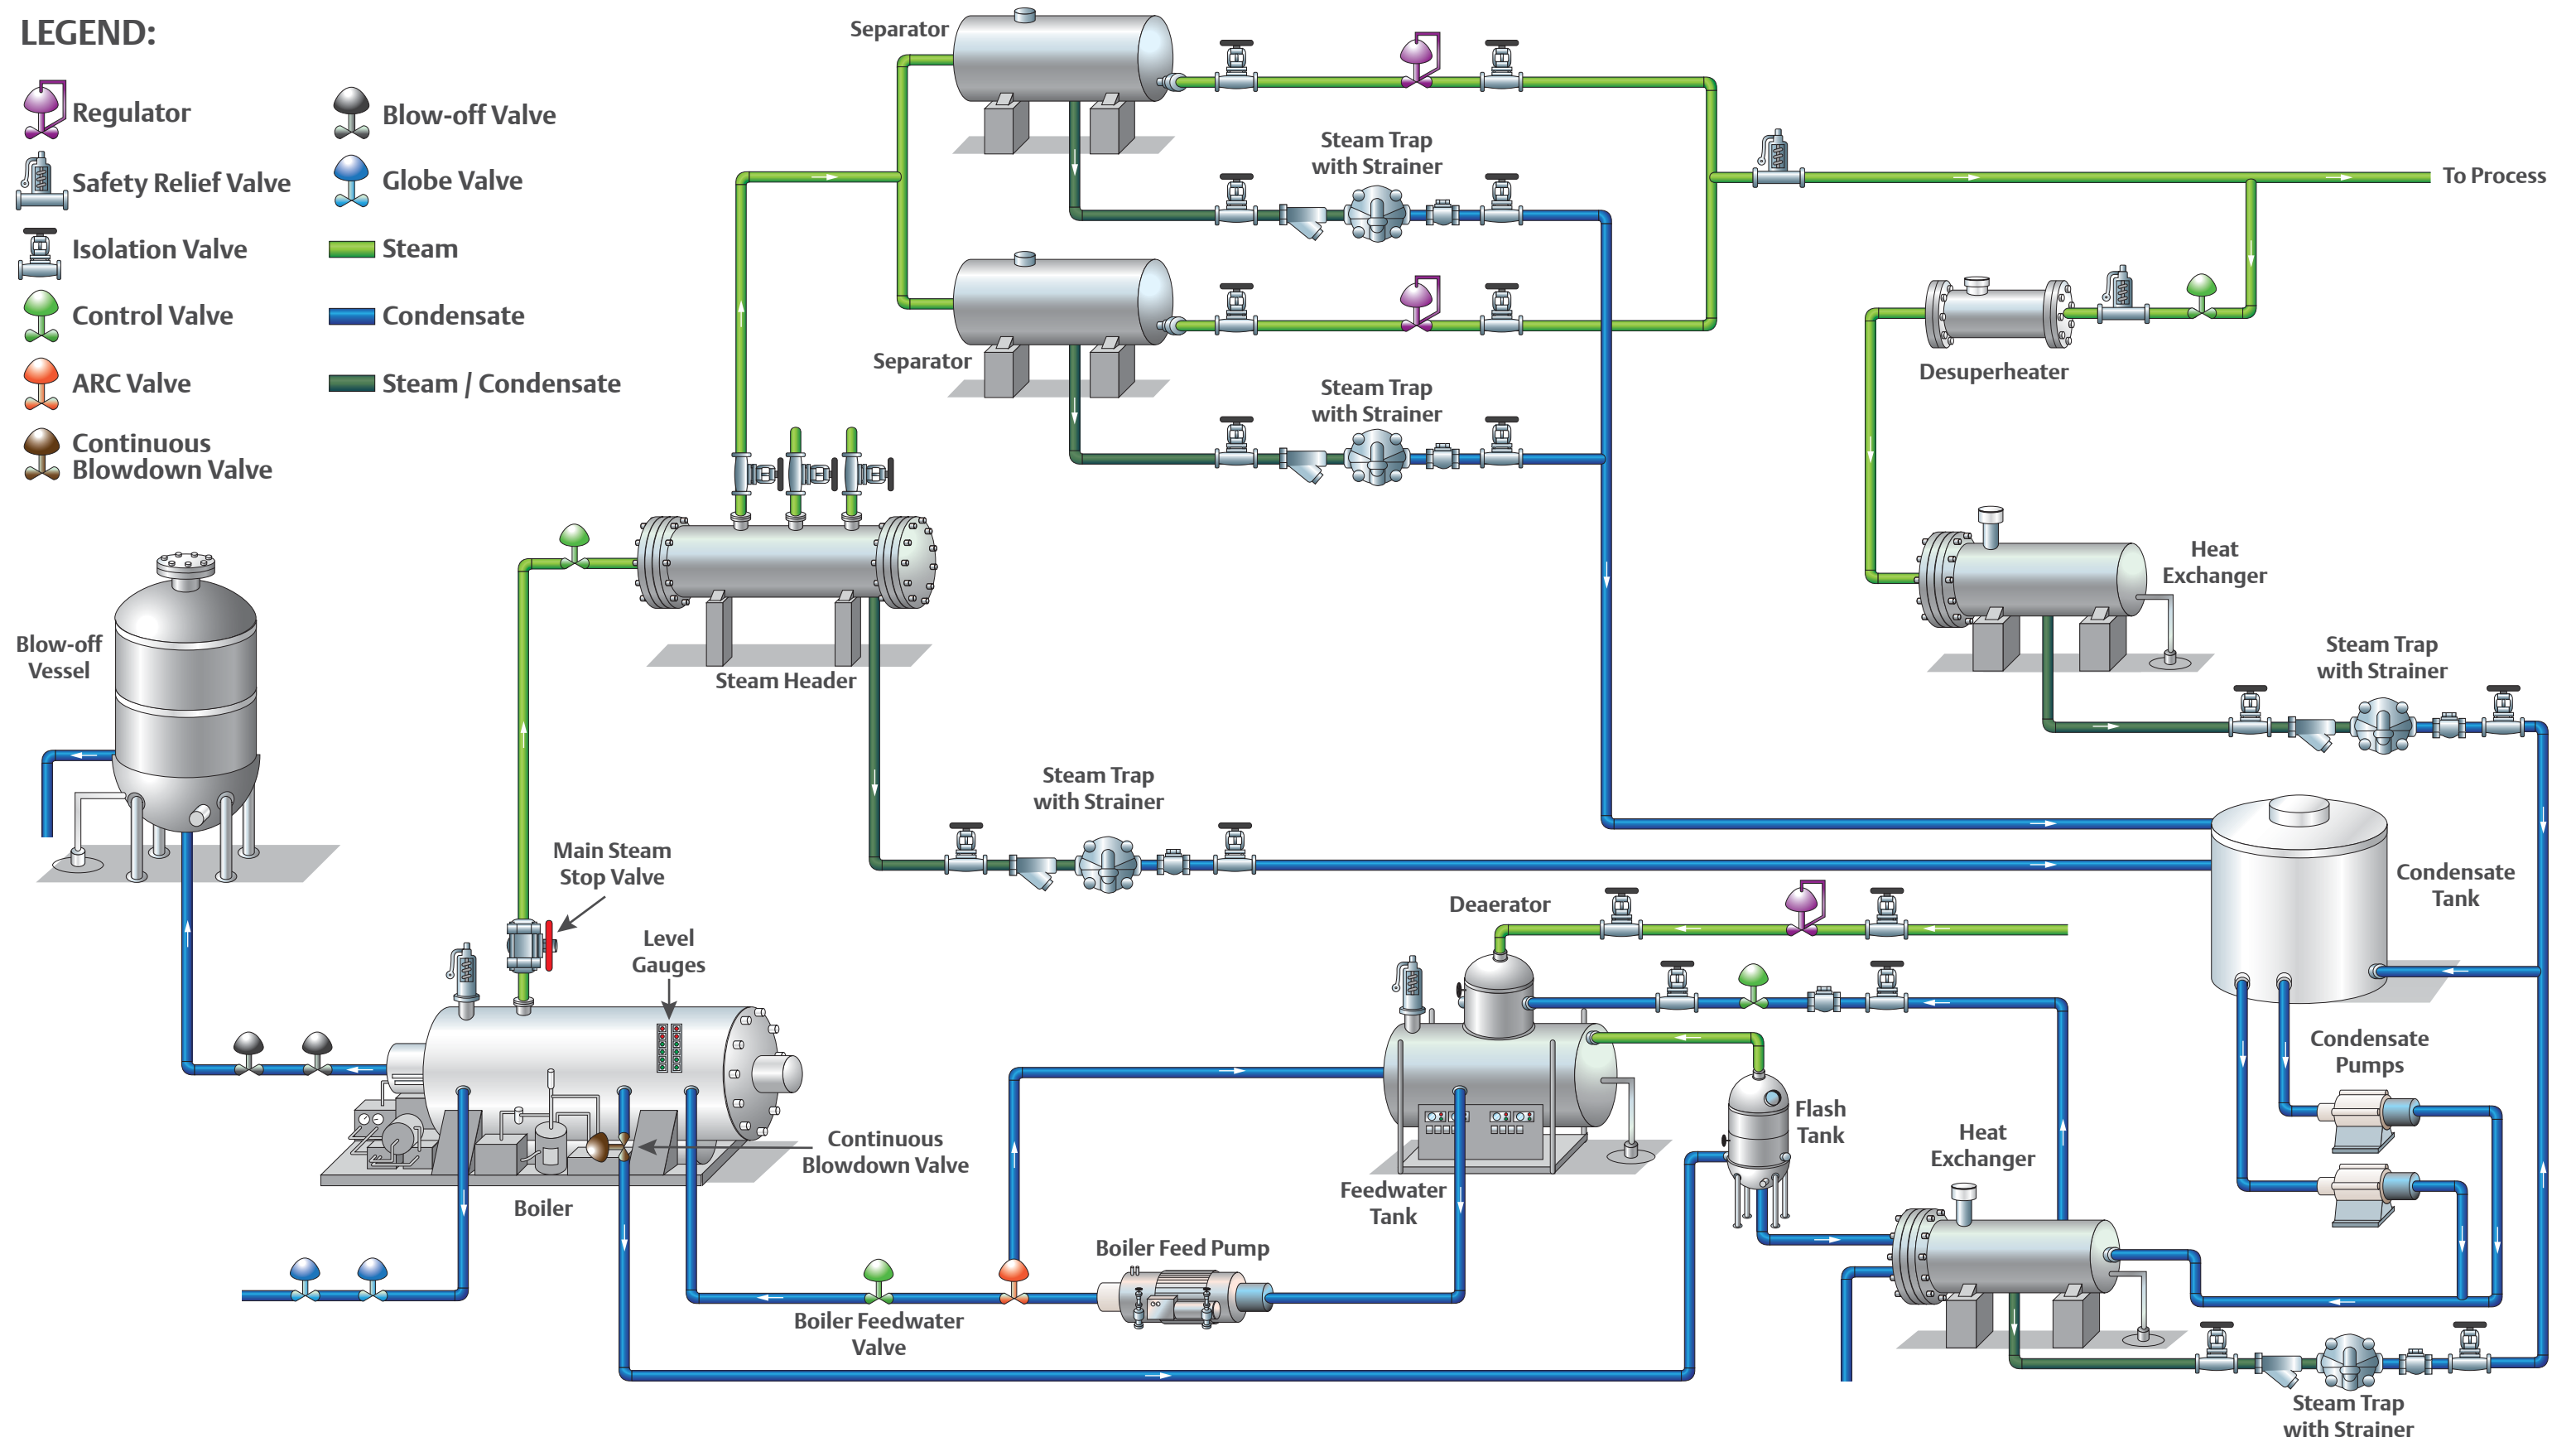 LEGEND:
Regulator
Safety Relief Valve
Isolation Valve
Control Valve
ARC Valve
Continuous
Blowdown Valve
Blow-off Valve
Globe Valve
Steam
Condensate
Steam / Condensate
Separator
Steam Trap
with Strainer
To Process
Separator
Steam Trap
with Strainer
Desuperheater
Heat
Exchanger
Steam Trap
with Strainer
Blow-off
Vessel
Steam Header
Steam Trap
with Strainer
Main Steam
Stop Valve
Level
Gauges
Deaerator
Condensate
Tank
Condensate
Pumps
Flash
Tank
Heat
Exchanger
Continuous
Blowdown Valve
Boiler
Feedwater
Tank
Boiler Feed Pump
Boiler Feedwater
Valve
Steam Trap
with Strainer